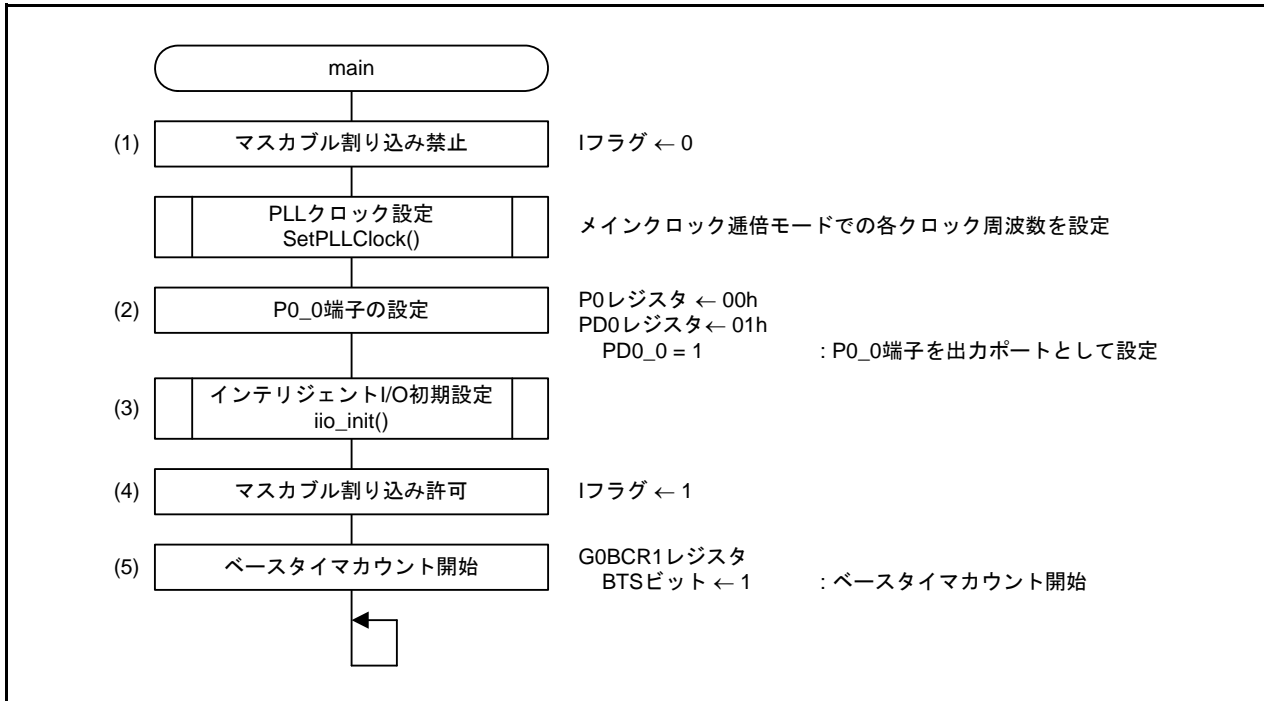 main
(1) マスカブル割り込み禁止 Iフラグ ← 0
PLLクロック設定
SetPLLClock()
メインクロック逓倍モードでの各クロック周波数を設定
(2) P0_0端子の設定 P0レジスタ ← 00h
PD0レジスタ← 01h
PD0_0 = 1 : P0_0端子を出力ポートとして設定
(3) インテリジェントI/O初期設定
iio_init()
(4) マスカブル割り込み許可 Iフラグ ← 1
(5) ベースタイマカウント開始 G0BCR1レジスタ
BTSビット ← 1 : ベースタイマカウント開始